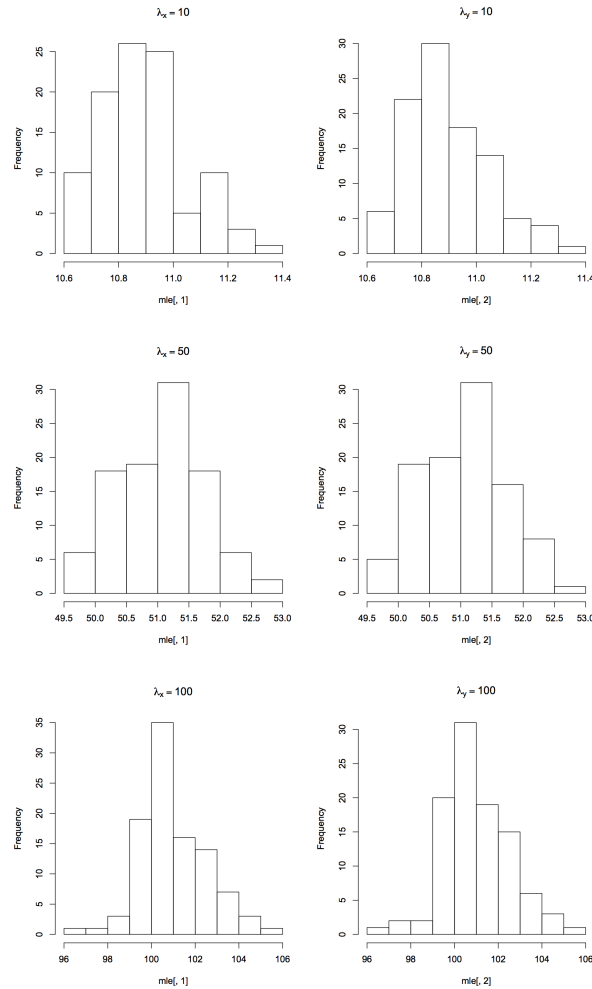 λx = 10
Frequency
0 5 10 15 20 25
10.6 10.8 11.0 11.2 11.4
mle[, 1]
λy = 10
Frequency
0 5 10 15 20 25 30
10.6 10.8 11.0 11.2 11.4
mle[, 2]
λx = 50
Frequency
0 5 10 15 20 25 30
49.5 50.0 50.5 51.0 51.5 52.0 52.5 53.0
mle[, 1]
λy = 50
Frequency
0 5 10 15 20 25 30
49.5 50.0 50.5 51.0 51.5 52.0 52.5 53.0
mle[, 2]
λx = 100
Frequency
0 5 10 15 20 25 30 35
96 98 100 102 104 106
mle[, 1]
λy = 100
Frequency
0 5 10 15 20 25 30
96 98 100 102 104 106
mle[, 2]